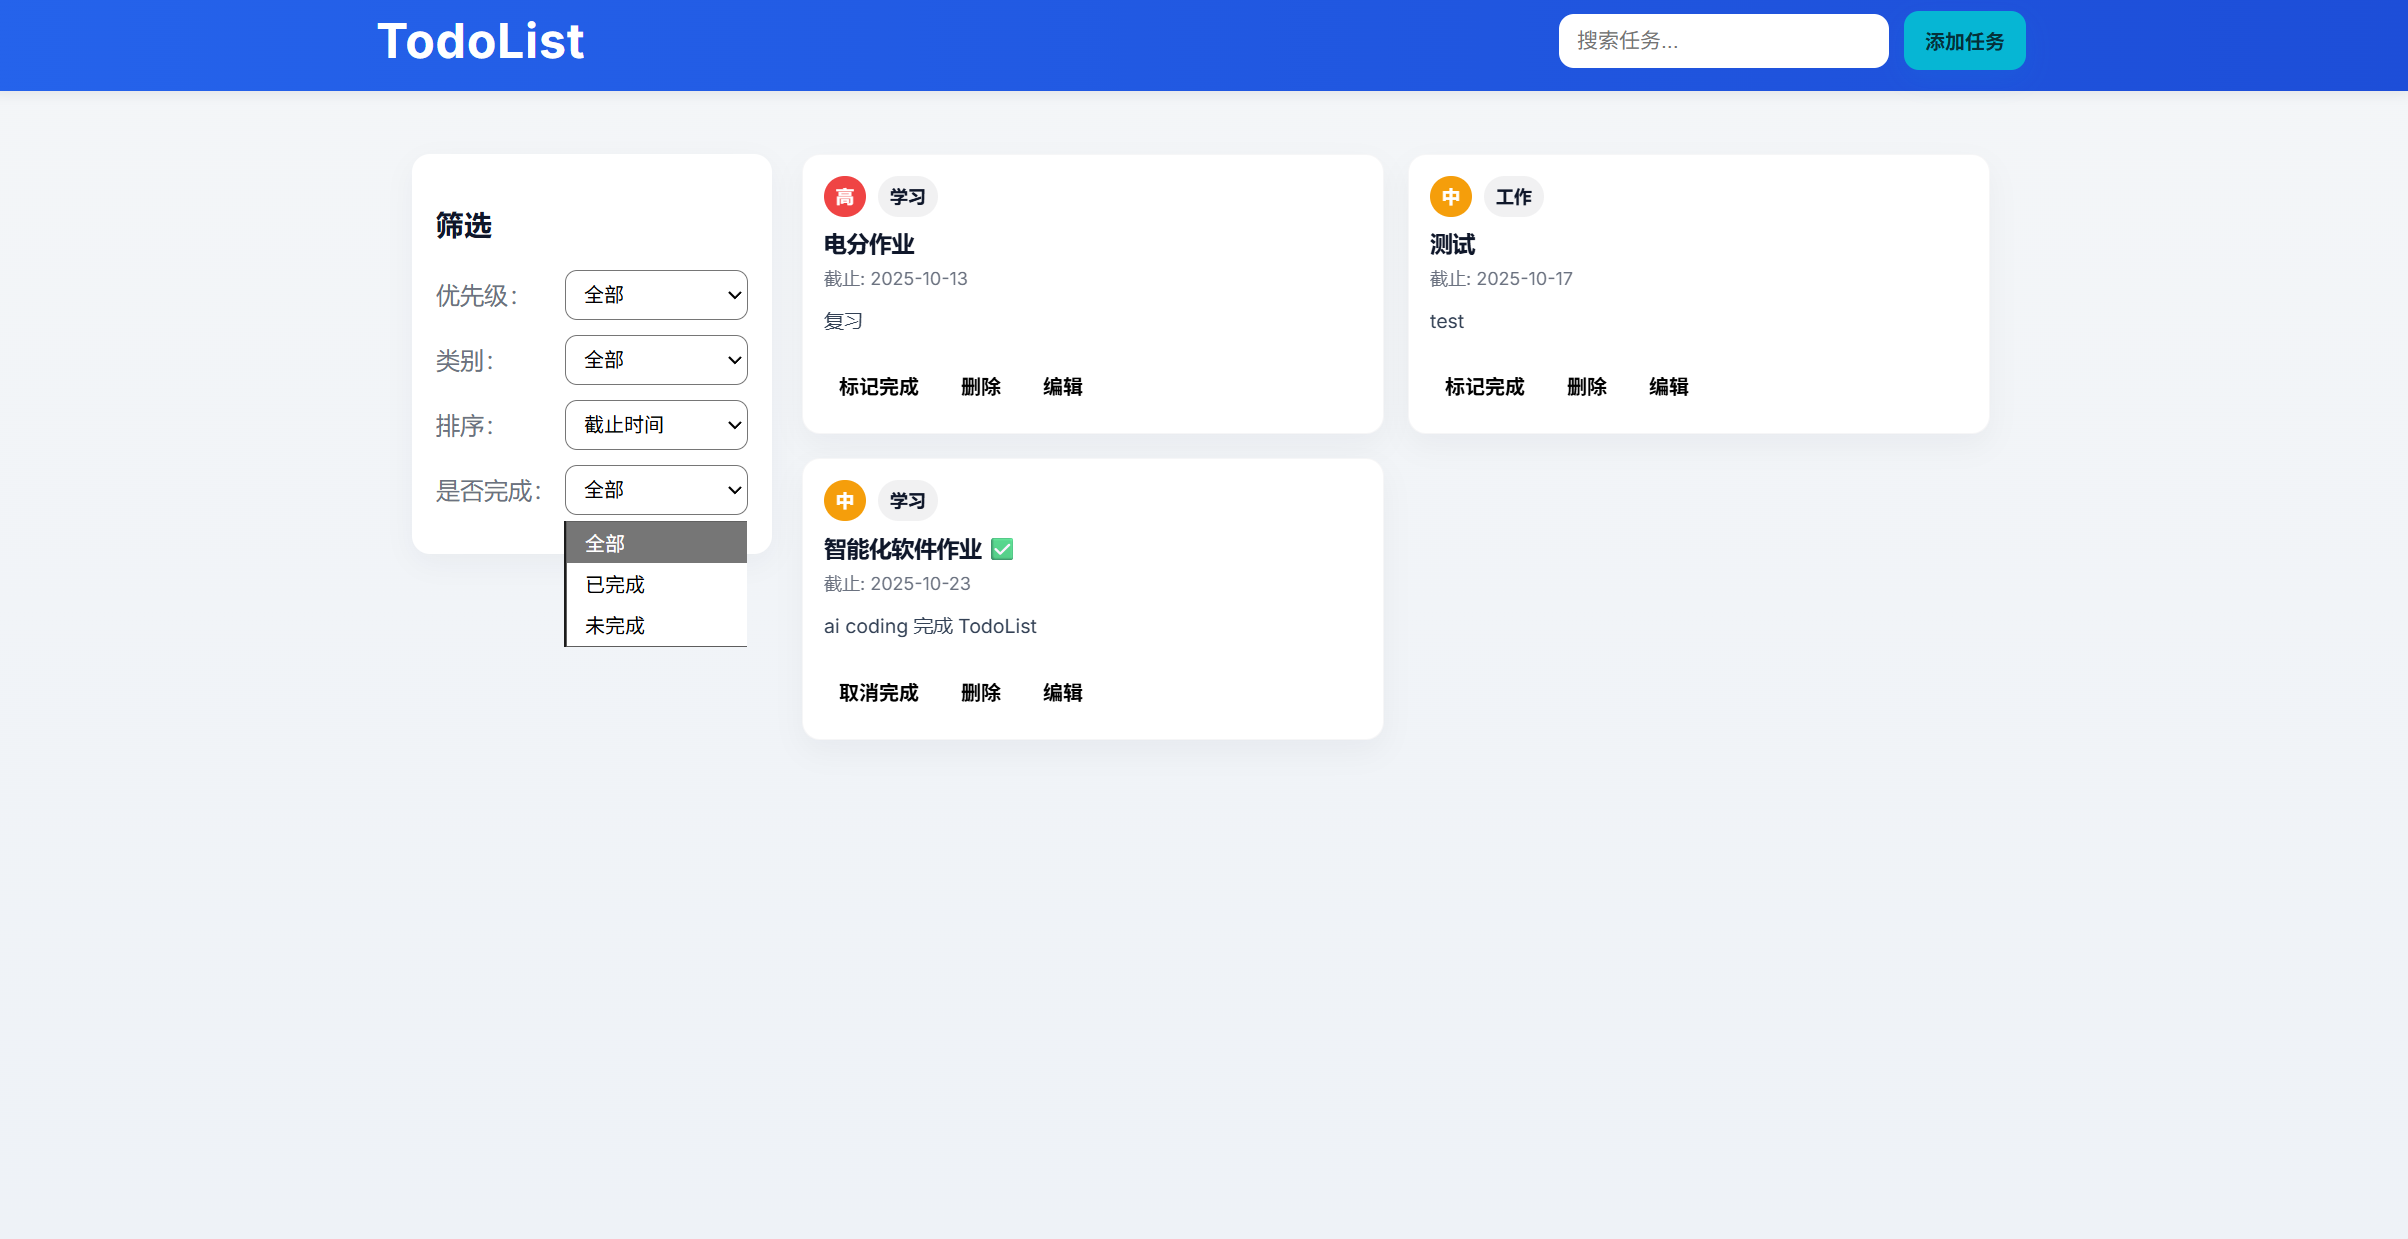 TodoList
搜索任务...
添加任务
筛选
优先级：
全部
类别：
全部
排序：
截止时间
是否完成：
全部
全部
已完成
未完成
高
学习
电分作业
截止: 2025-10-13
复习
标记完成 删除 编辑
中
工作
测试
截止: 2025-10-17
test
标记完成 删除 编辑
中
学习
智能化软件作业 ✅
截止: 2025-10-23
ai coding 完成 TodoList
取消完成 删除 编辑